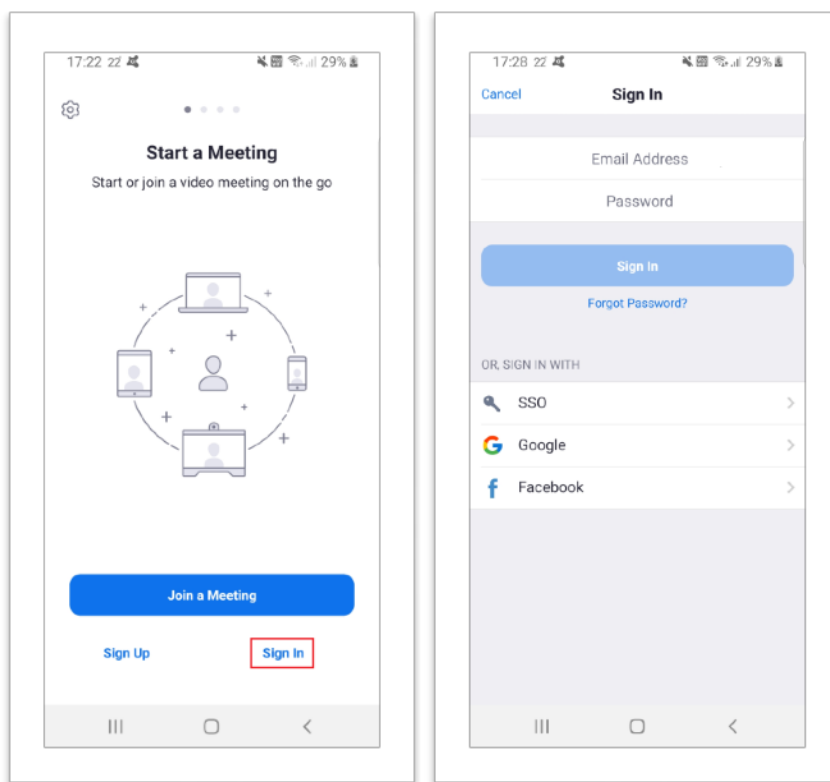 17:22 22° 29%
Start a Meeting
Start or join a video meeting on the go
Join a Meeting
Sign Up Sign In
17:28 22° 29%
Cancel Sign In
Email Address
Password
Sign In
Forgot Password?
OR, SIGN IN WITH
SSO
Google
Facebook